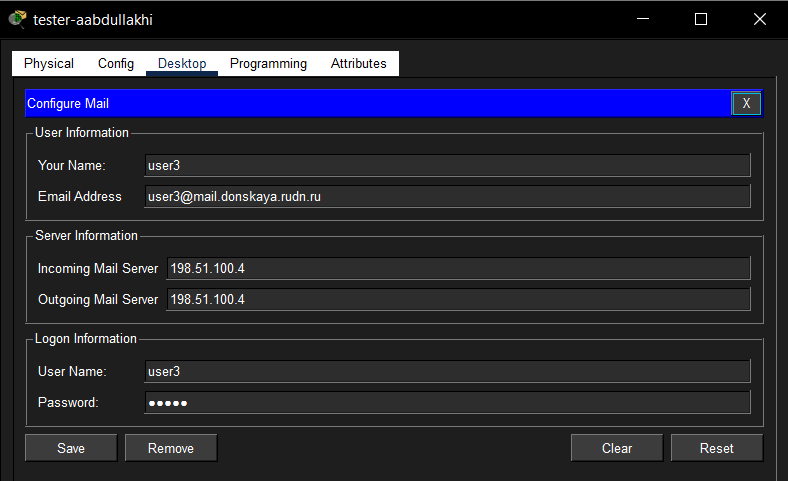 tester-aabdullakhi
Physical Config Desktop Programming Attributes
Configure Mail X
User Information
Your Name: user3
Email Address user3@mail.donskaya.rudn.ru
Server Information
Incoming Mail Server 198.51.100.4
Outgoing Mail Server 198.51.100.4
Logon Information
User Name: user3
Password: ●●●●●
Save Remove Clear Reset